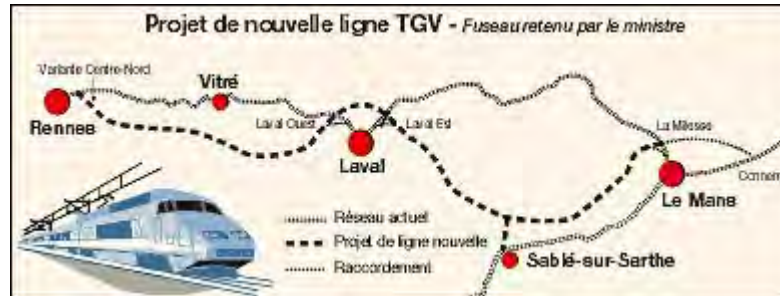 Projet de nouvelle ligne TGV - Fuseau retenu par le ministre
Variante Centre-Nord
Vitré
Rennes
Laval Ouest
Laval Est
Laval
La Milesse
Le Mans
Connerré
Réseau actuel
Projet de ligne nouvelle
Raccordement
Sablé-sur-Sarthe